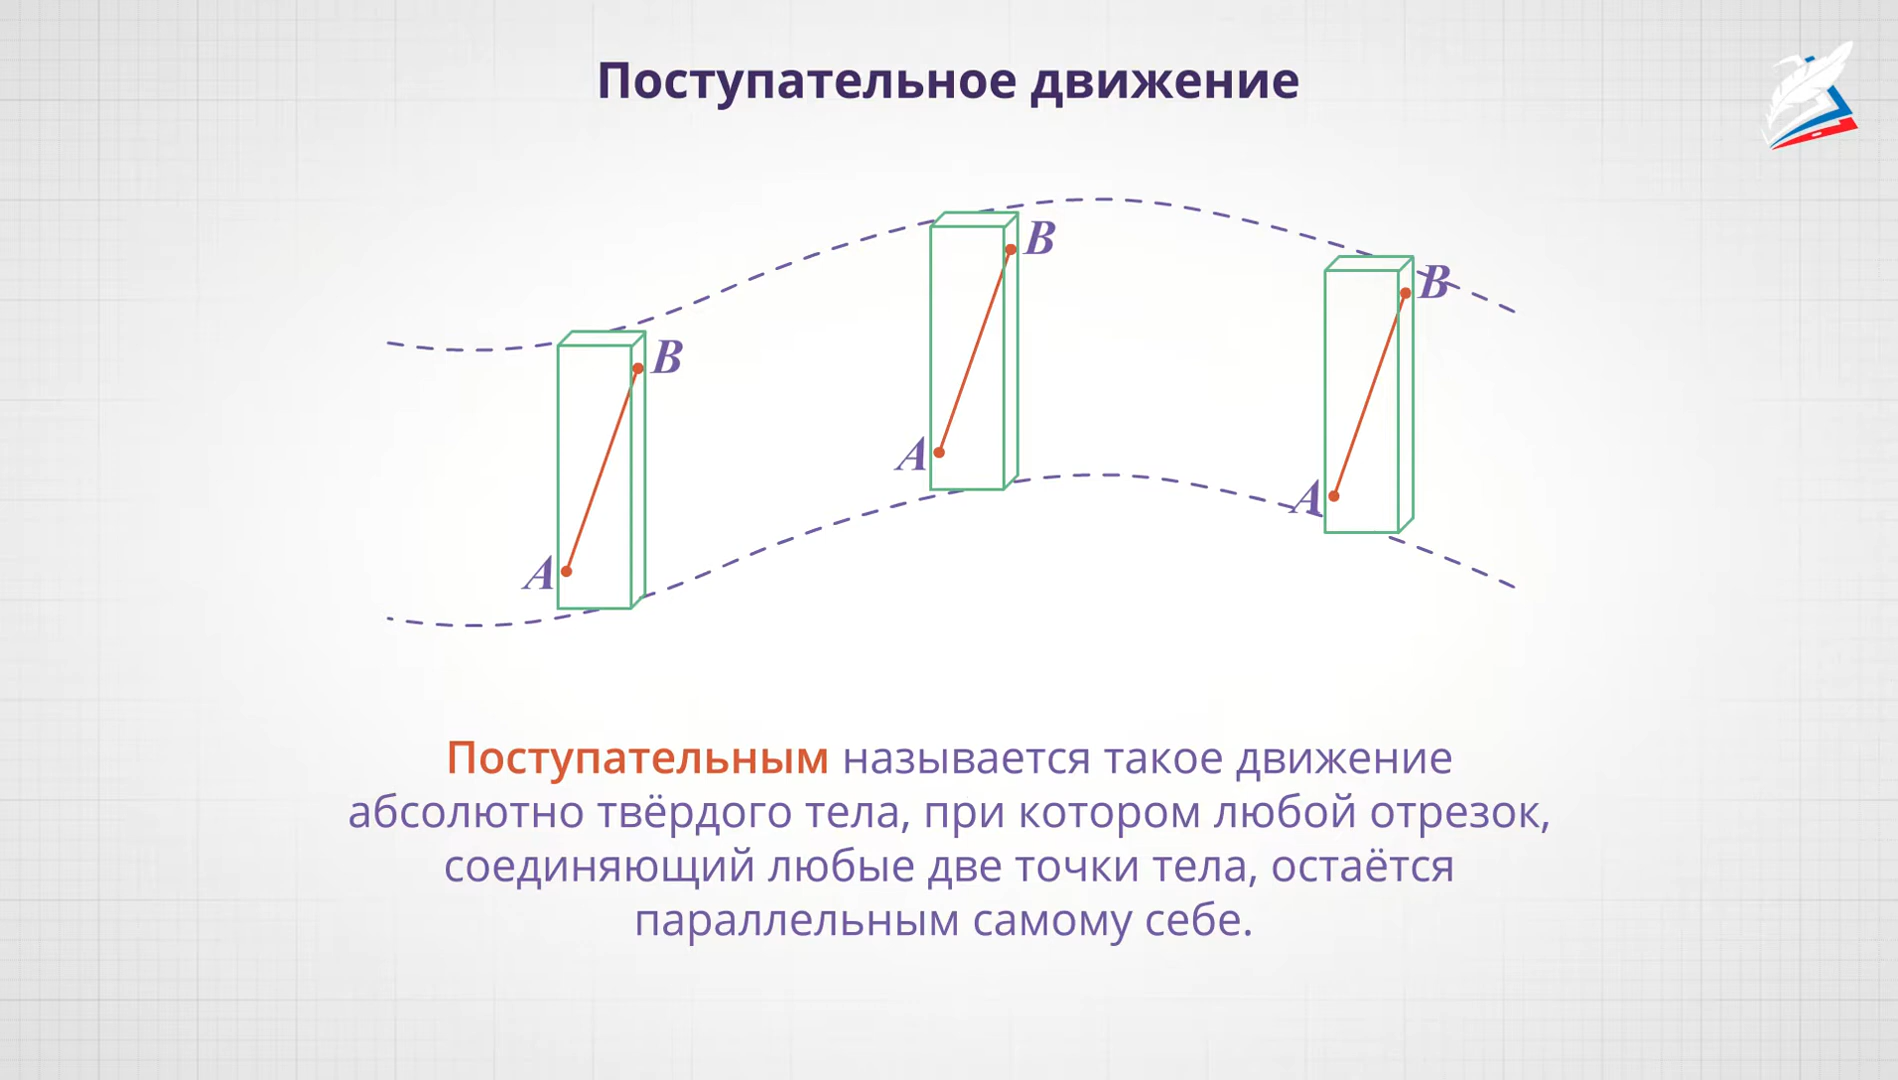 Поступательное движение
B
B
B
A
A
A
Поступательным называется такое движение
абсолютно твёрдого тела, при котором любой отрезок,
соединяющий любые две точки тела, остаётся
параллельным самому себе.